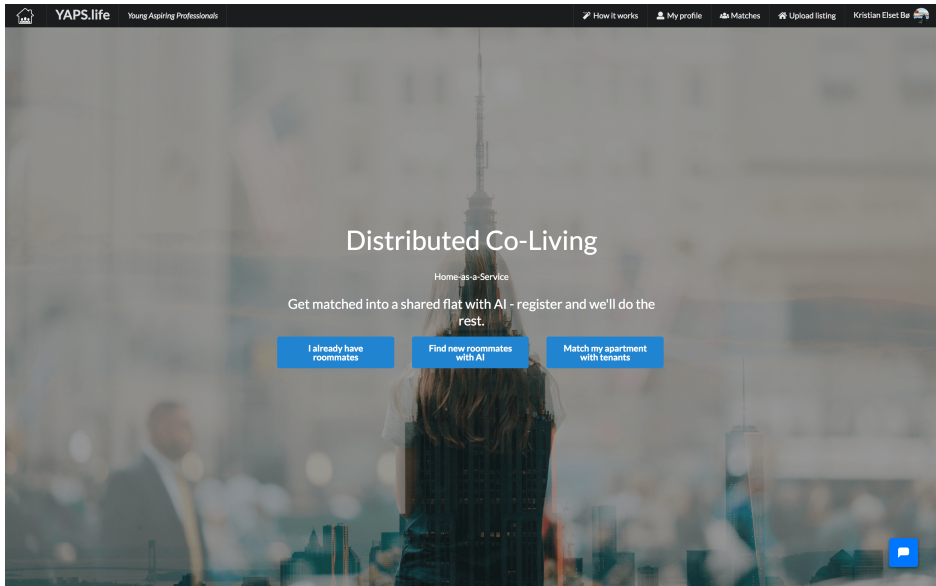 YAPS.life
Young Aspiring Professionals
How it works
My profile
Matches
Upload listing
Kristian Elset Bø
Distributed Co-Living
Home-as-a-Service
Get matched into a shared flat with AI - register and we'll do the
rest.
I already have
roommates
Find new roommates
with AI
Match my apartment
with tenants